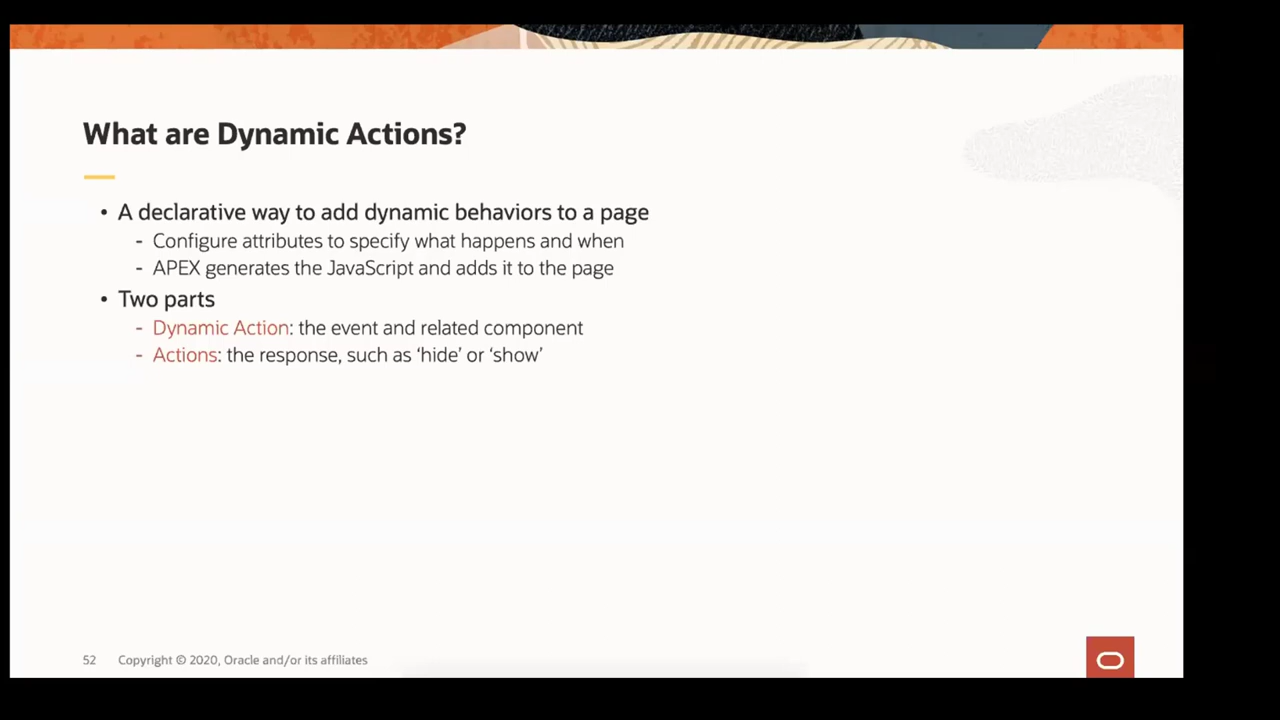 What are Dynamic Actions?
• A declarative way to add dynamic behaviors to a page
- Configure attributes to specify what happens and when
- APEX generates the JavaScript and adds it to the page
• Two parts
- Dynamic Action: the event and related component
- Actions: the response, such as ‘hide’ or ‘show’
52 Copyright © 2020, Oracle and/or its affiliates